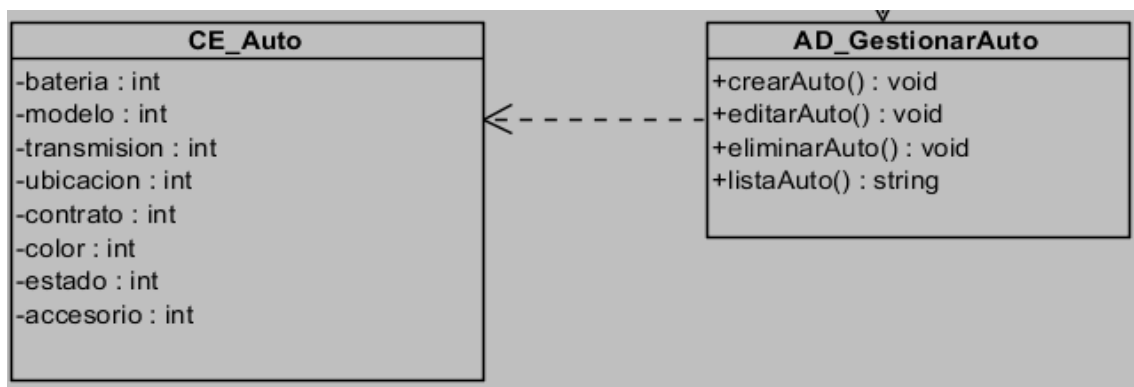 CE_Auto
-bateria : int
-modelo : int
-transmision : int
-ubicacion : int
-contrato : int
-color : int
-estado : int
-accesorio : int
AD_GestionarAuto
+crearAuto() : void
+editarAuto() : void
+eliminarAuto() : void
+listaAuto() : string